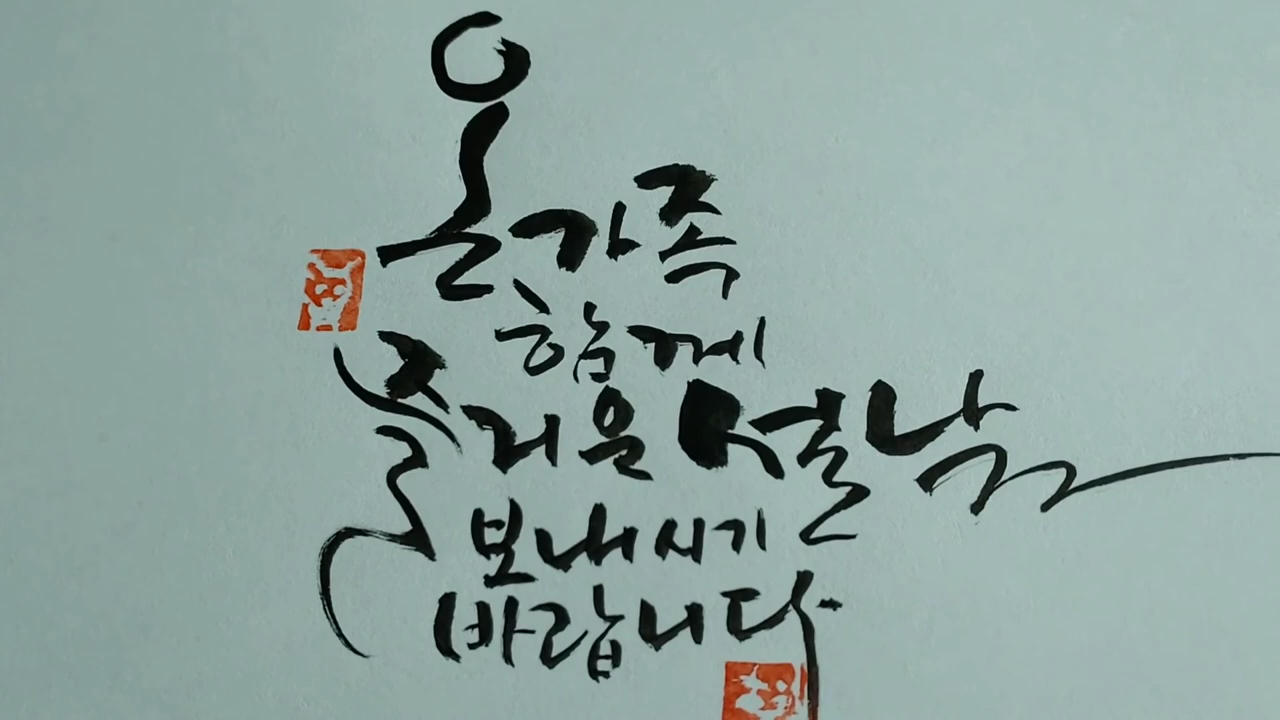 온가족
함께
즐거운 설날
보내시기
바랍니다